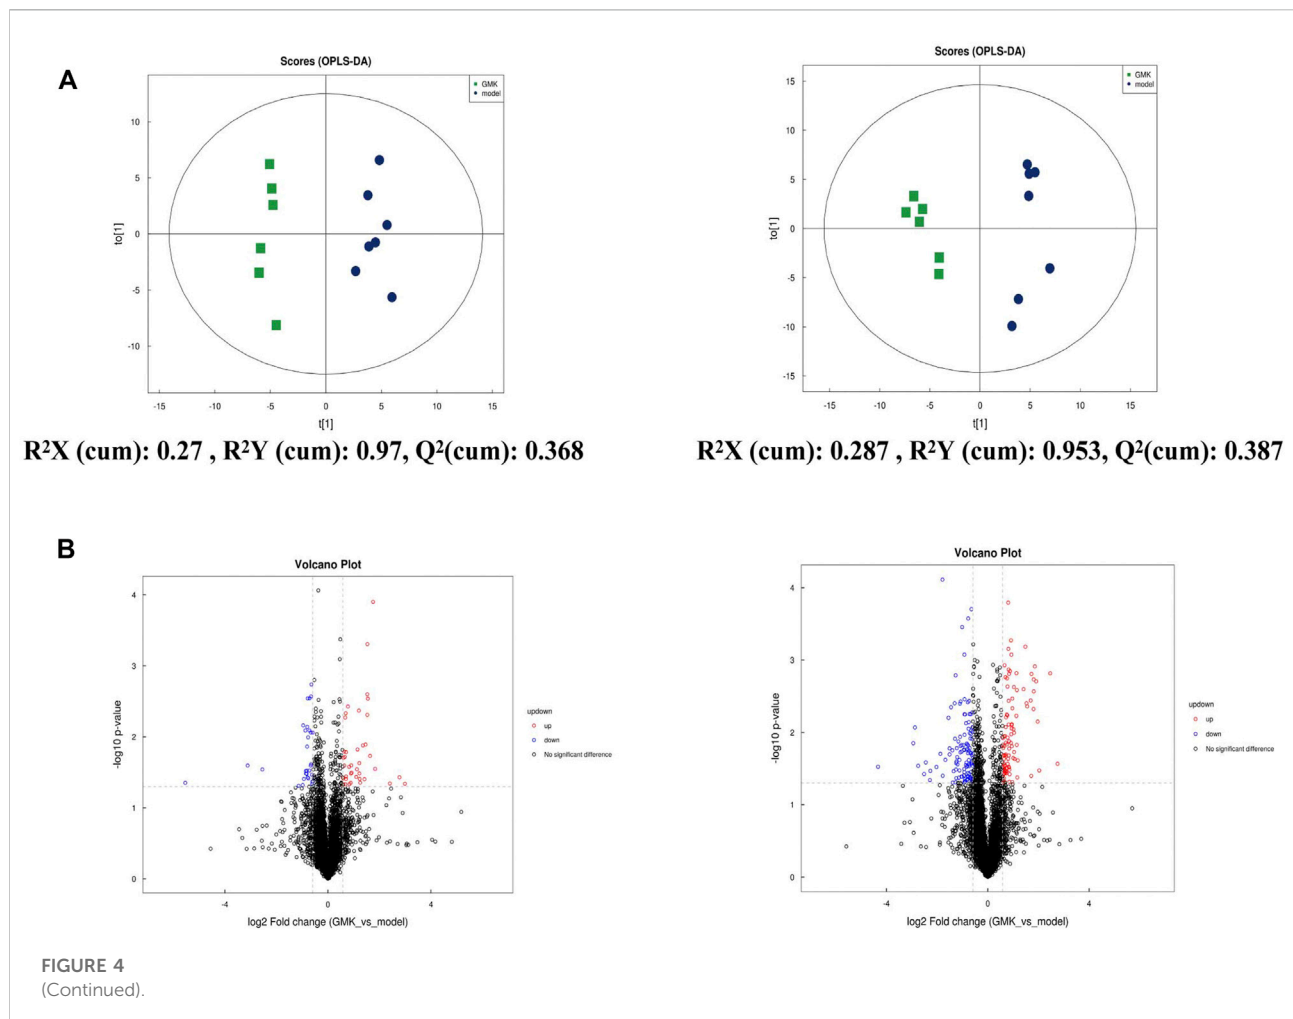 A
Scores (OPLS-DA)
GMK
model
10
5
0
-5
-10
to[1]
-15
-10
-5
0
5
10
15
t[1]
R²X (cum): 0.27 , R²Y (cum): 0.97, Q²(cum): 0.368
Scores (OPLS-DA)
GMK
model
15
10
5
0
-5
-10
-15
to[1]
-15
-10
-5
0
5
10
15
t[1]
R²X (cum): 0.287 , R²Y (cum): 0.953, Q²(cum): 0.387
B
Volcano Plot
4
3
2
1
0
-log10 p-value
-4
0
4
log2 Fold change (GMK_vs_model)
updown
up
down
No significant difference
Volcano Plot
4
3
2
1
0
-log10 p-value
-4
0
4
log2 Fold change (GMK_vs_model)
updown
up
down
No significant difference
FIGURE 4
(Continued).